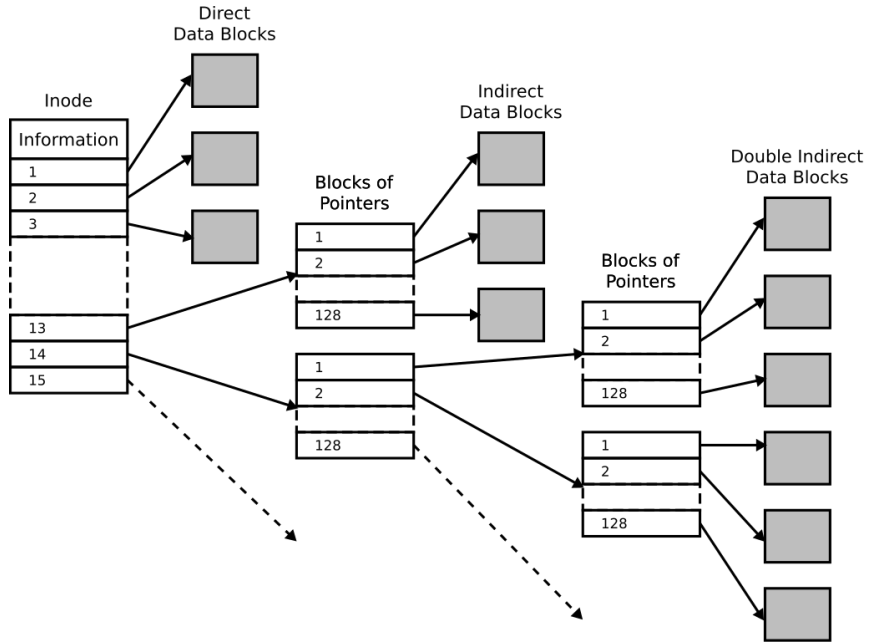 Direct
Data Blocks
Inode
Information
1
2
3
13
14
15
Blocks of
Pointers
1
2
128
1
2
128
Indirect
Data Blocks
Blocks of
Pointers
1
2
128
1
2
128
Double Indirect
Data Blocks